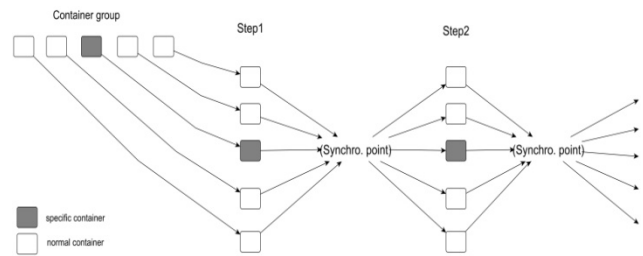 Container group
Step1
Step2
(Synchro. point)
(Synchro. point)
specific container
normal container